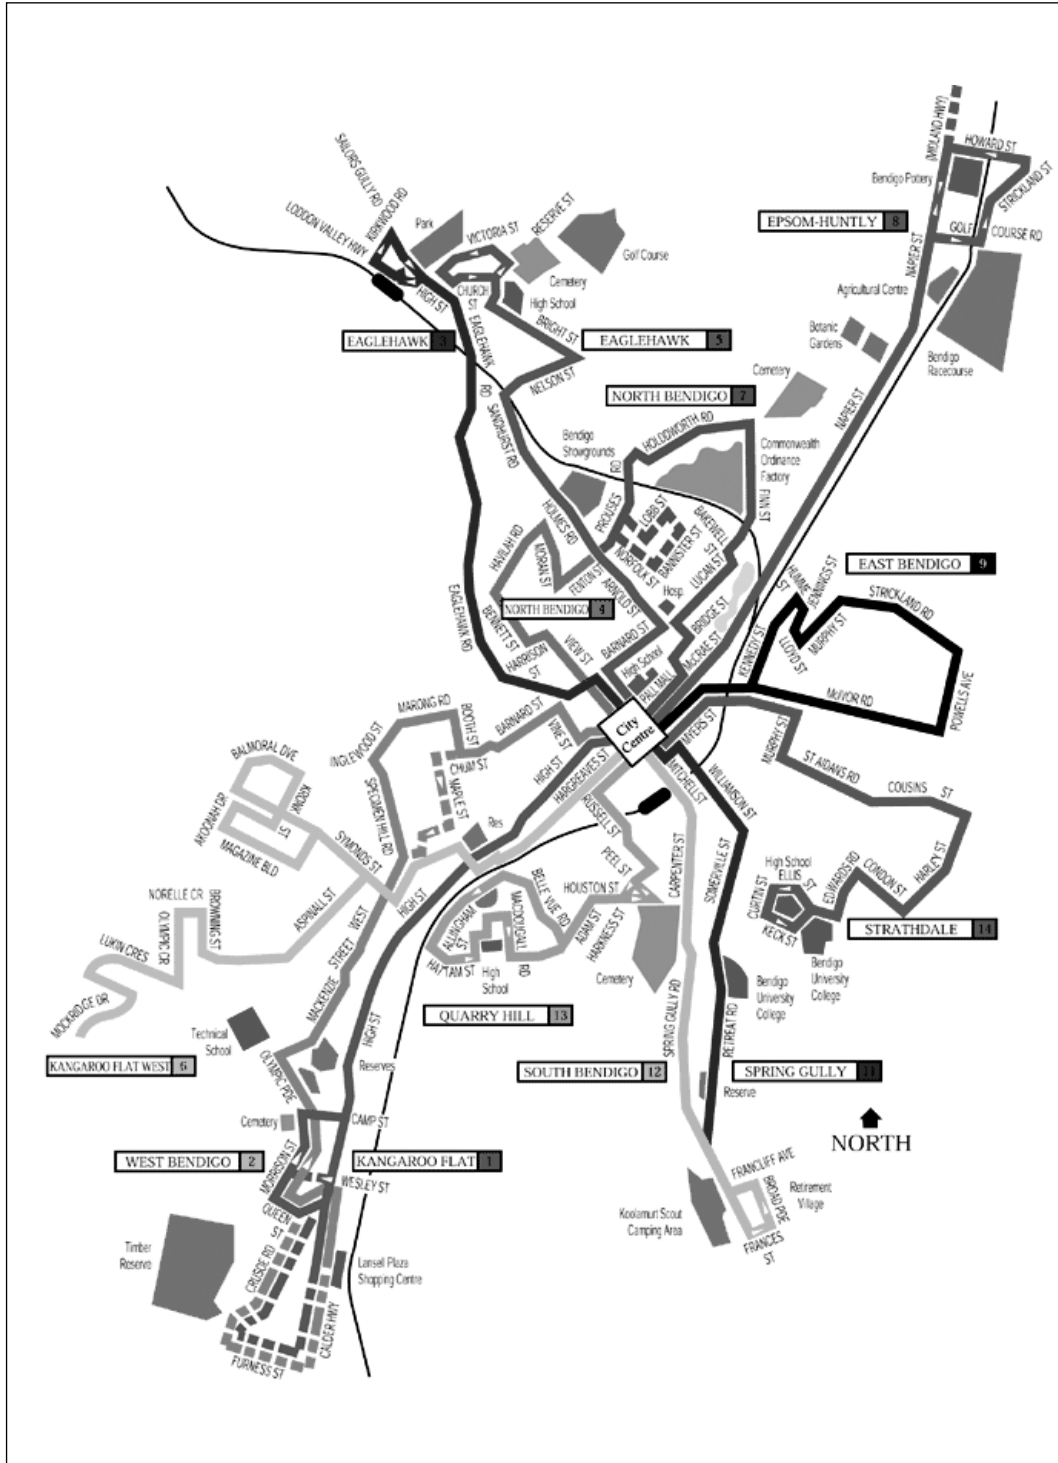 (MIDLAND HWY)
HOWARD ST
STRICKLAND ST
Bendigo Pottery
EPSOM-HUNTLY 8
GOLF
COURSE RD
NAPIER ST
Agricultural Centre
Botanic
Gardens
Bendigo
Racecourse
NAPIER ST
SAILORS GULLY RD
KIRKWOOD RD
LODDON VALLEY HWY
Park
VICTORIA ST
RESERVE ST
Golf Course
Cemetery
HIGH ST
CHURCH
ST
High School
EAGLEHAWK
RD
BRIGHT ST
EAGLEHAWK 3
EAGLEHAWK 5
NELSON ST
Cemetery
NORTH BENDIGO 7
SANDHURST RD
HOLDSWORTH RD
Bendigo
Showgrounds
Commonwealth
Ordinance
Factory
PROUSES
RD
HOLMES RD
LOBB ST
BAKEWELL
ST
FINN ST
HAVILAH RD
MORAN ST
NORFOLK ST
BANNISTER ST
FENTON ST
LUCAN ST
EAGLEHAWK RD
NORTH BENDIGO 4
ARNOLD ST
Hosp.
BRIDGE ST
BENNETT ST
HARRISON
ST
VIEW ST
BARNARD ST
High School
McCRAE ST
PALL MALL
EAST BENDIGO 9
HUMME
ST
JENNINGS ST
STRICKLAND RD
KENNEDY ST
LLOYD ST
MURPHY ST
McIVOR RD
POWELLS AVE
City
Centre
MYERS ST
MARONG RD
BOOTH ST
BARNARD ST
VINE ST
INGLEWOOD ST
CHUM ST
HIGH ST
HARGREAVES ST
MITCHELL ST
WILLIAMSON ST
MURPHY ST
ST AIDANS RD
COUSINS ST
BALMORAL DVE
KIRONX
ST
AKOONAH DR
MAGAZINE BLD
SPECIMEN HILL RD
MAPLE ST
Res
SYMONDS ST
RUSSELL ST
PEEL ST
CARPENTER ST
SOMERVILLE ST
High School
ELLIS
ST
CURTIN ST
KECK ST
EDWARDS RD
CONDON ST
HARLEY ST
STRATHDALE 14
NORELLE CR
BROWNING ST
OLYMPIC CR
ASPINALL ST
WEST
HIGH ST
BELLE VUE RD
HOUSTON ST
ALLINGHAM
ST
MACDOUGALL
RD
ADAM ST
HARKNESS ST
LUKIN CRES
MOCKRIDGE DR
HATTAM ST
High
School
Cemetery
Bendigo
University
College
Bendigo
University
College
STREET
MACKENZIE
HIGH ST
QUARRY HILL 13
SPRING GULLY RD
RETREAT RD
Technical
School
KANGAROO FLAT WEST 6
OLYMPIC PDE
Reserves
SOUTH BENDIGO 12
SPRING GULLY 11
Reserve
NORTH
Cemetery
CAMP ST
WEST BENDIGO 2
KANGAROO FLAT 1
MORRISON ST
WESLEY ST
QUEEN
ST
FRANCLIFF AVE
BROAD PDE
Retirement
Village
Koolamurt Scout
Camping Area
FRANCES
ST
Timber
Reserve
CRUSOE RD
Lansell Plaza
Shopping Centre
CALDER HWY
FURNESS ST